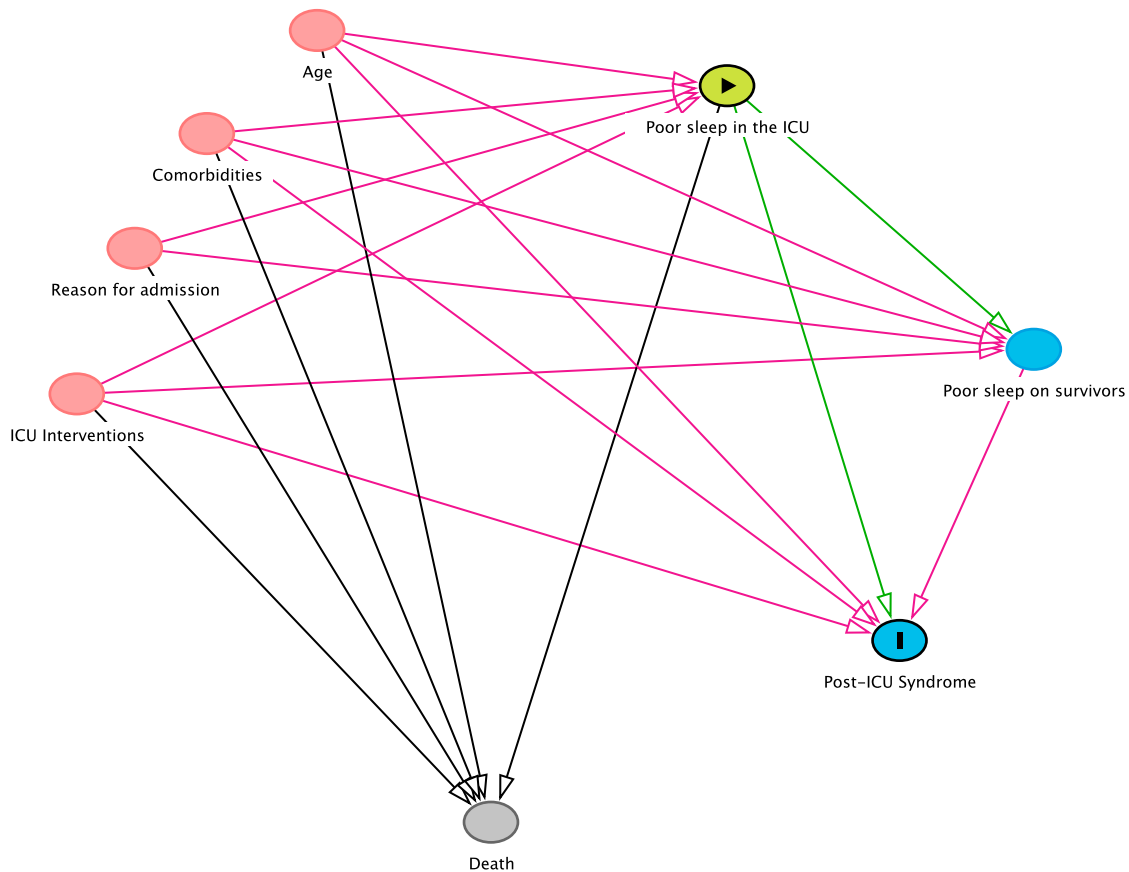 Age
Poor sleep in the ICU
Comorbidities
Reason for admission
Poor sleep on survivors
ICU Interventions
Post-ICU Syndrome
Death